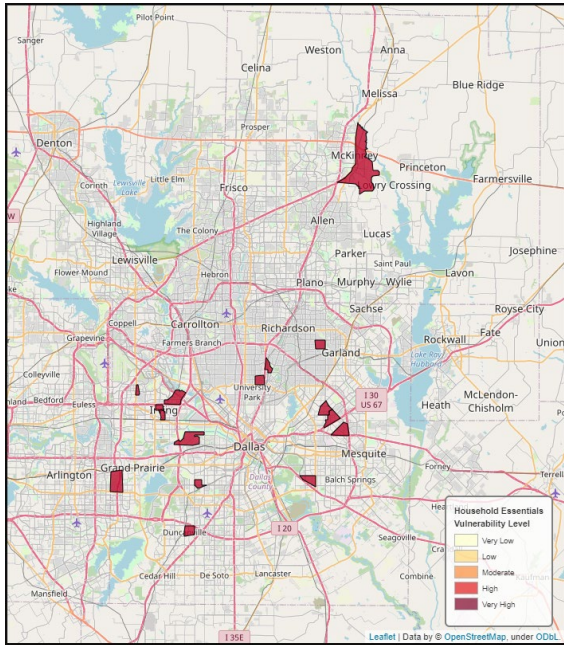 Pilot Point
Sanger
Weston
Anna
Celina
Blue Ridge
Melissa
Prosper
Denton
McKinney
Princeton
Little Elm
Corinth
Lewisville
Lake
Frisco
Lowry Crossing
Farmersville
Allen
Highland
Village
The Colony
Lucas
Parker
Josephine
Lewisville
Saint Paul
Flower Mound
Hebron
Lavon
Plano
Murphy
Wylie
Royse City
Sachse
Coppell
Carrollton
Richardson
Fate
Grapevine
Farmers Branch
Rockwall
Union
Garland
Lake Ray
Hubbard
Colleyville
University
Park
I 30
US 67
McLendon-
Chisholm
Bedford
Euless
Irving
Heath
Dallas
Mesquite
Forney
Arlington
Grand Prairie
Dallas
County
Balch Springs
Terrell
I 20
Duncanville
Seagoville
Cedar Hill
De Soto
Lancaster
Combine
Kaufman
Mansfield
I 35E
Household Essentials
Vulnerability Level
Very Low
Low
Moderate
High
Very High
Leaflet | Data by © OpenStreetMap, under ODbL.